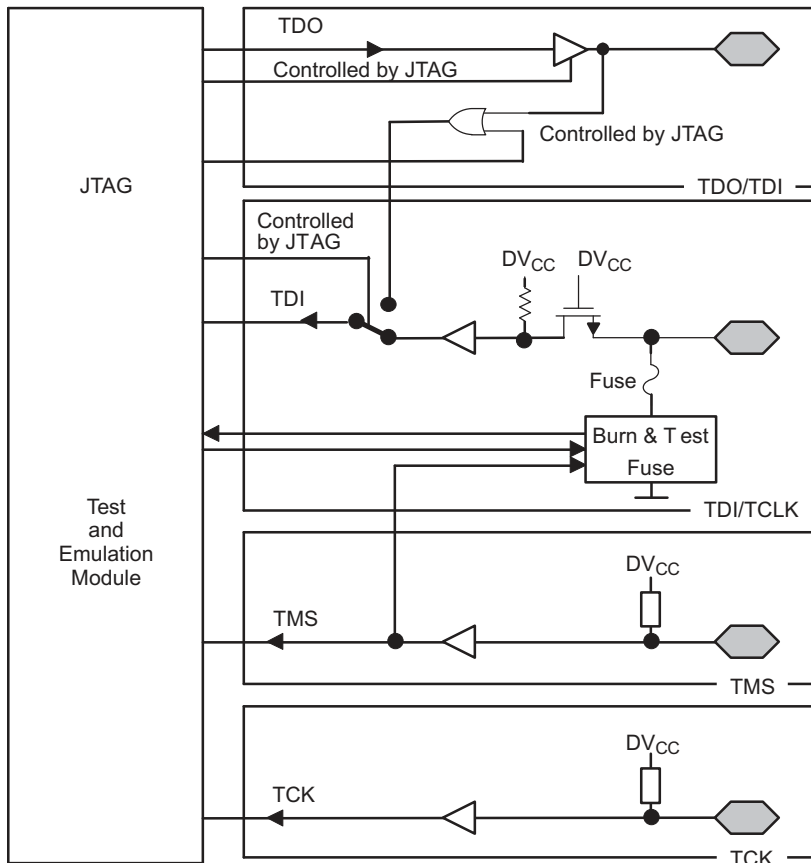 TDO
Controlled by JTAG
Controlled by JTAG
TDO/TDI
JTAG
Controlled
by JTAG
TDI
DVCC
DVCC
Fuse
Burn & Test
Fuse
TDI/TCLK
Test
and
Emulation
Module
DVCC
TMS
TMS
DVCC
TCK
TCK